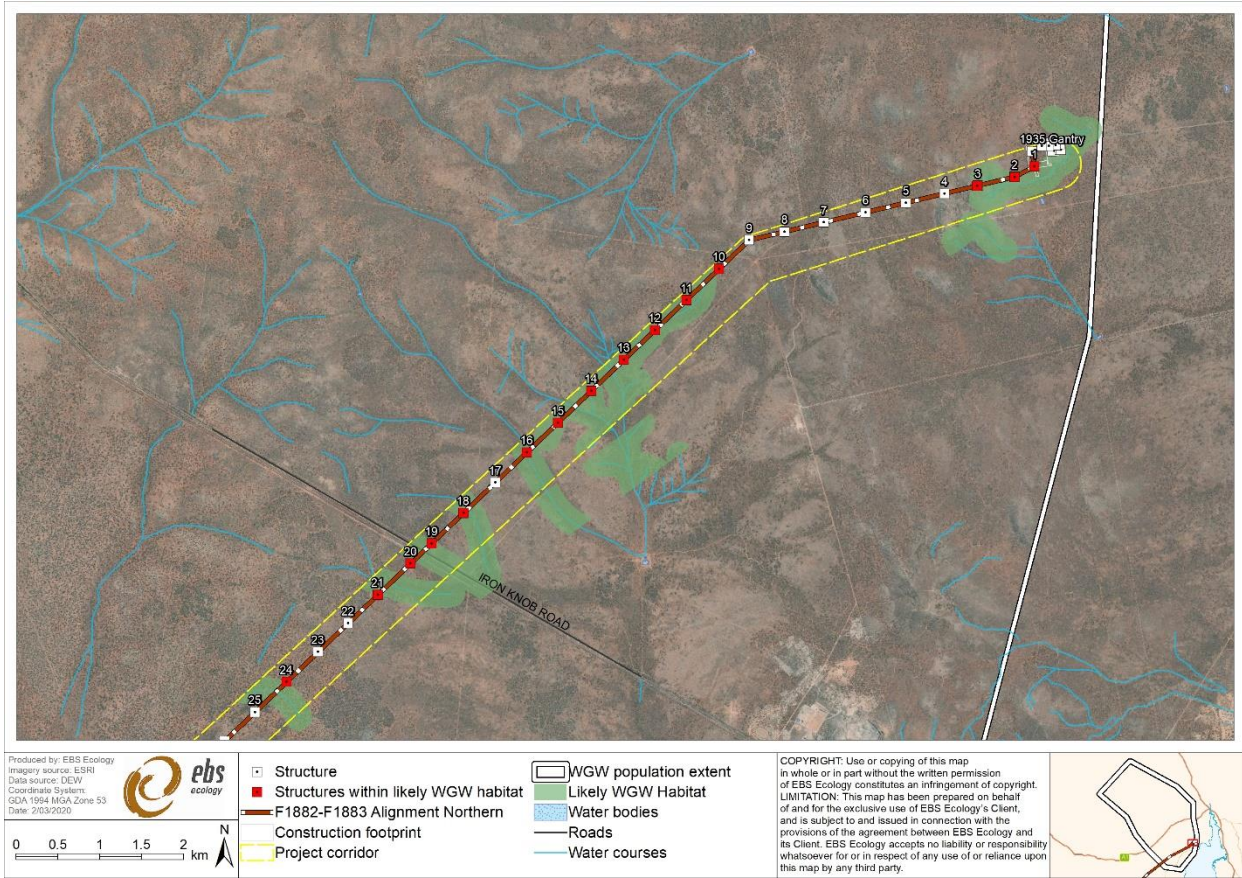 1935 Gantry
1
2
3
4
5
6
7
8
9
10
11
12
13
14
15
16
17
18
19
20
21
22
23
24
25
IRON KNOB ROAD
Produced by: EBS Ecology
Imagery source: ESRI
Data source: DEW
Coordinate System:
GDA 1994 MGA Zone 53
Date: 2/03/2020
ebs
ecology
N
0 0.5 1 1.5 2
km
Structure
Structures within likely WGW habitat
F1882-F1883 Alignment Northern
Construction footprint
Project corridor
WGW population extent
Likely WGW Habitat
Water bodies
Roads
Water courses
COPYRIGHT: Use or copying of this map
in whole or in part without the written permission
of EBS Ecology constitutes an infringement of copyright.
LIMITATION: This map has been prepared on behalf
of and for the exclusive use of EBS Ecology's Client,
and is subject to and issued in connection with the
provisions of the agreement between EBS Ecology and
its Client. EBS Ecology accepts no liability or responsibility
whatsoever for or in respect of any use of or reliance upon
this map by any third party.